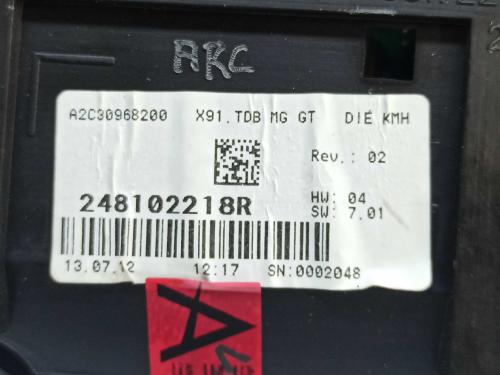 ARC
A2C30968200 X91.TDB MG GT DIE KMH
Rev.: 02
248102218R
HW: 04
SW: 7.01
13.07.12 12:17 SN:0002048
A